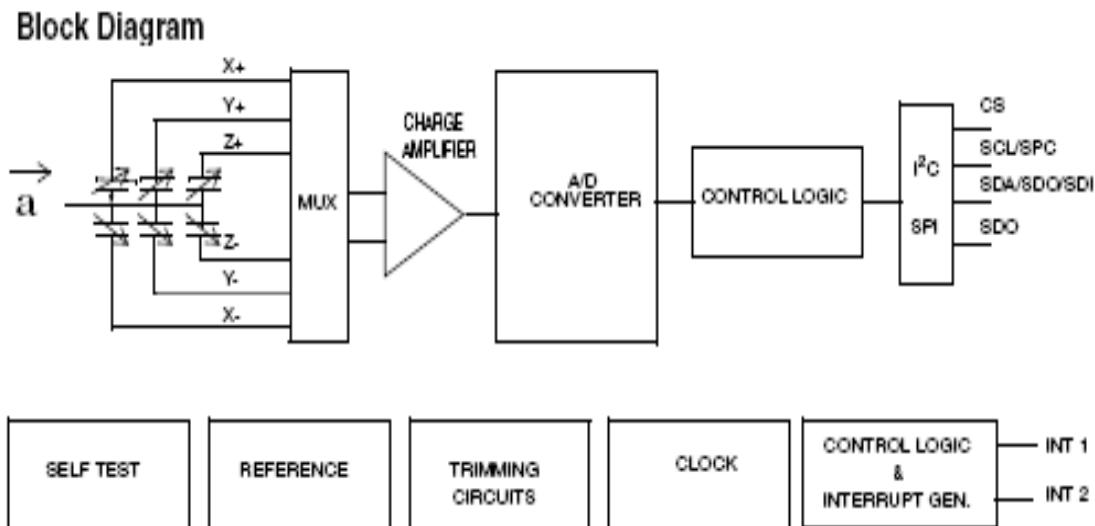 Block Diagram
X+
Y+
Z+
a
Z-
Y-
X-
MUX
CHARGE
AMPLIFIER
A/D
CONVERTER
CONTROL LOGIC
I²C
SPI
CS
SCL/SPC
SDA/SDO/SDI
SDO
SELF TEST
REFERENCE
TRIMMING
CIRCUITS
CLOCK
CONTROL LOGIC
&
INTERRUPT GEN.
INT 1
INT 2